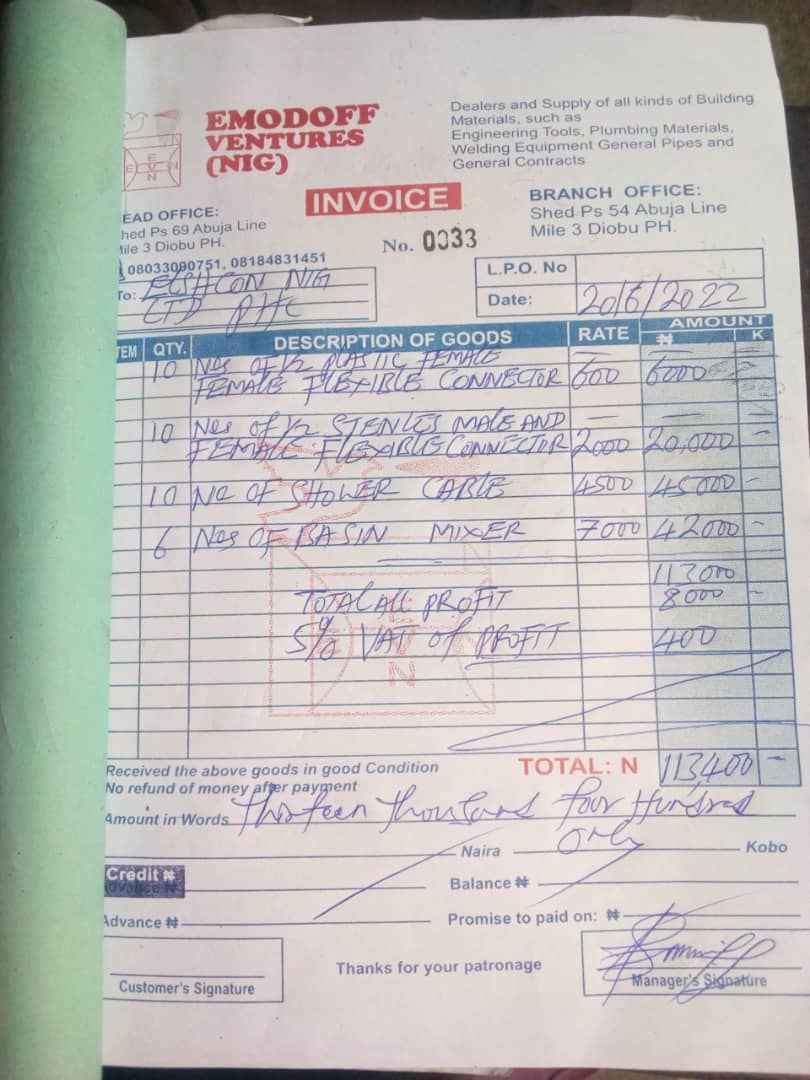 EMODOFF
VENTURES
(NIG)
Dealers and Supply of all kinds of Building
Materials, such as
Engineering Tools, Plumbing Materials,
Welding Equipment General Pipes and
General Contracts
E
E V N
N
INVOICE
EAD OFFICE:
hed Ps 69 Abuja Line
ile 3 Diobu PH.
08033090751, 08184831451
BRANCH OFFICE:
Shed Ps 54 Abuja Line
Mile 3 Diobu PH.
No. 0033
To: ELSHCON NIG
LTD PHC
L.P.O. No
Date: 20/6/2022
TEM QTY. DESCRIPTION OF GOODS RATE AMOUNT
₦ K
10 Nos OF 1/2 PLASTIC FEMALE
FEMALE FLEXIBLE CONNECTOR 600 6000
10 Nos of 1/2 STENLES MALE AND — —
FEMALE FLEXIBLE CONNECTOR 2000 20,000 -
10 No OF SHOWER CABLE 4500 45000 -
6 Nos OF BASIN MIXER 7000 42000 -
113000
TOTAL ALL PROFIT 8000 -
5% VAT of PROFIT 400
E V N
N
Received the above goods in good Condition
No refund of money after payment
TOTAL: N 113,400 -
Amount in Words Thirteen Thousand four Hundred
Only
Naira Kobo
Credit ₦
Advance ₦
Balance ₦
Advance ₦
Promise to paid on: ₦
Thanks for your patronage
Customer's Signature
Manager's Signature